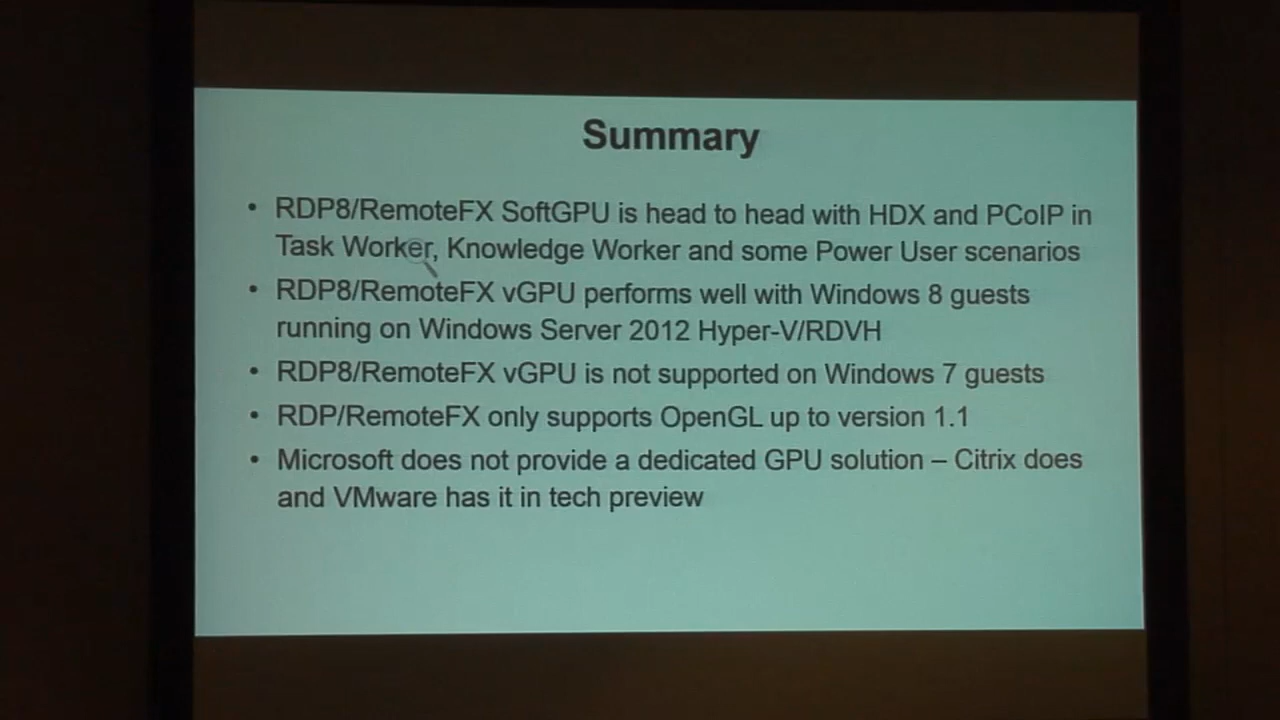 Summary
• RDP8/RemoteFX SoftGPU is head to head with HDX and PCoIP in
Task Worker, Knowledge Worker and some Power User scenarios
• RDP8/RemoteFX vGPU performs well with Windows 8 guests
running on Windows Server 2012 Hyper-V/RDVH
• RDP8/RemoteFX vGPU is not supported on Windows 7 guests
• RDP/RemoteFX only supports OpenGL up to version 1.1
• Microsoft does not provide a dedicated GPU solution – Citrix does
and VMware has it in tech preview